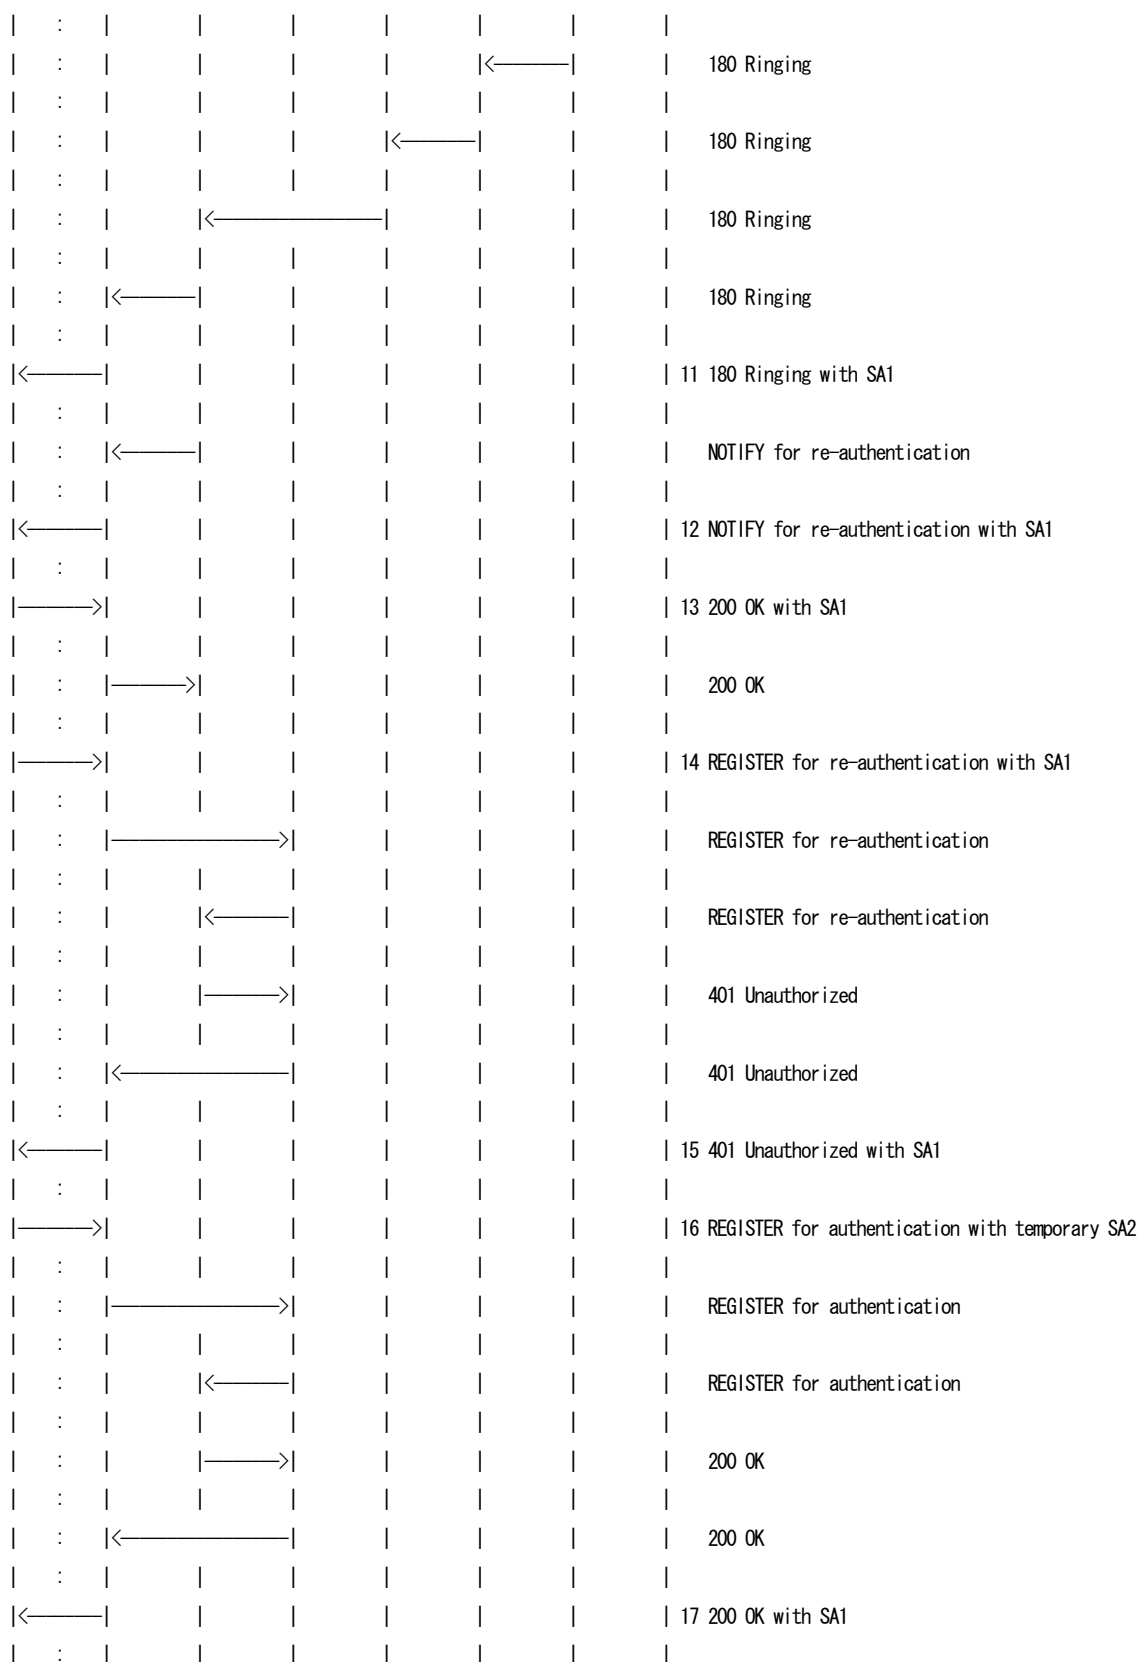 | : | | | | | | |
| : | | | | |<--------| | 180 Ringing
| : | | | | | | |
| : | | | |<--------| | | 180 Ringing
| : | | | | | | |
| : | |<------------------| | | | 180 Ringing
| : | | | | | | |
| : |<--------| | | | | | 180 Ringing
| : | | | | | | |
|<---------| | | | | | | 11 180 Ringing with SA1
| : | | | | | | |
| : |<--------| | | | | | NOTIFY for re-authentication
| : | | | | | | |
|<---------| | | | | | | 12 NOTIFY for re-authentication with SA1
| : | | | | | | |
|-------->| | | | | | | 13 200 OK with SA1
| : | | | | | | |
| : |-------->| | | | | | 200 OK
| : | | | | | | |
|-------->| | | | | | | 14 REGISTER for re-authentication with SA1
| : | | | | | | |
| : |------------------>| | | | | REGISTER for re-authentication
| : | | | | | | |
| : | |<--------| | | | | REGISTER for re-authentication
| : | | | | | | |
| : | |-------->| | | | | 401 Unauthorized
| : | | | | | | |
| : |<------------------| | | | | 401 Unauthorized
| : | | | | | | |
|<---------| | | | | | | 15 401 Unauthorized with SA1
| : | | | | | | |
|-------->| | | | | | | 16 REGISTER for authentication with temporary SA2
| : | | | | | | |
| : |------------------>| | | | | REGISTER for authentication
| : | | | | | | |
| : | |<--------| | | | | REGISTER for authentication
| : | | | | | | |
| : | |-------->| | | | | 200 OK
| : | | | | | | |
| : |<------------------| | | | | 200 OK
| : | | | | | | |
|<---------| | | | | | | 17 200 OK with SA1
| : | | | | | | |